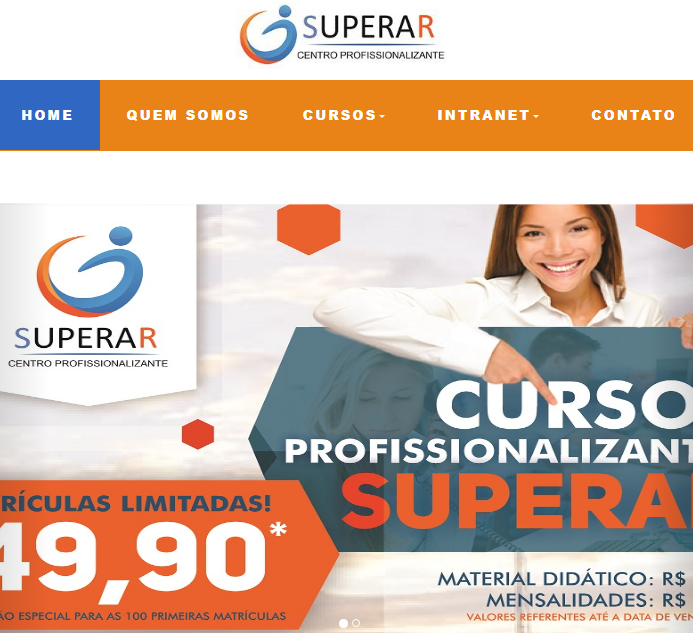 SUPERAR
CENTRO PROFISSIONALIZANTE
HOME QUEM SOMOS CURSOS INTRANET CONTATO
SUPERAR
CENTRO PROFISSIONALIZANTE
CURSO
PROFISSIONALIZANT
SUPERA
RÍCULAS LIMITADAS!
49,90*
ÃO ESPECIAL PARA AS 100 PRIMEIRAS MATRÍCULAS
MATERIAL DIDÁTICO: R$
MENSALIDADES: R$
VALORES REFERENTES ATÉ A DATA DE VEN